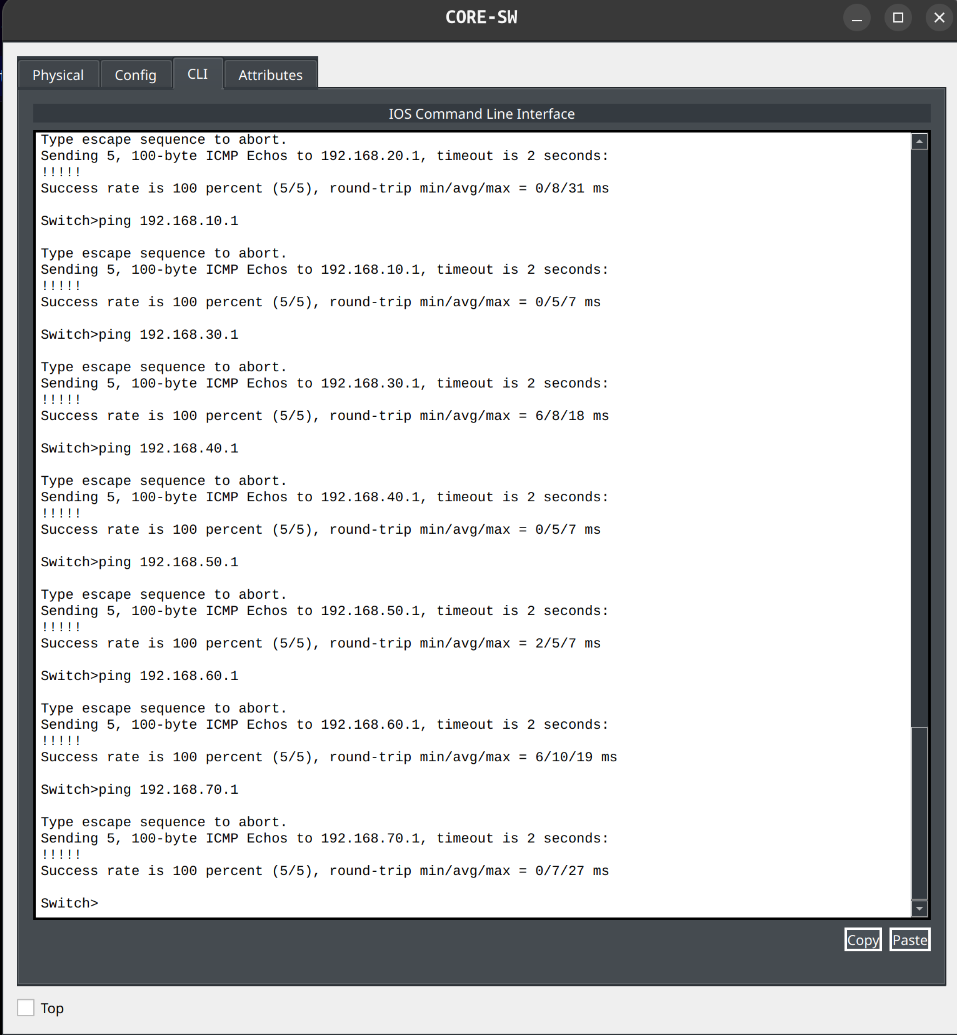 CORE-SW
Physical
Config
CLI
Attributes
IOS Command Line Interface
Type escape sequence to abort.
Sending 5, 100-byte ICMP Echos to 192.168.20.1, timeout is 2 seconds:
!!!!!
Success rate is 100 percent (5/5), round-trip min/avg/max = 0/8/31 ms
Switch>ping 192.168.10.1
Type escape sequence to abort.
Sending 5, 100-byte ICMP Echos to 192.168.10.1, timeout is 2 seconds:
!!!!!
Success rate is 100 percent (5/5), round-trip min/avg/max = 0/5/7 ms
Switch>ping 192.168.30.1
Type escape sequence to abort.
Sending 5, 100-byte ICMP Echos to 192.168.30.1, timeout is 2 seconds:
!!!!!
Success rate is 100 percent (5/5), round-trip min/avg/max = 6/8/18 ms
Switch>ping 192.168.40.1
Type escape sequence to abort.
Sending 5, 100-byte ICMP Echos to 192.168.40.1, timeout is 2 seconds:
!!!!!
Success rate is 100 percent (5/5), round-trip min/avg/max = 0/5/7 ms
Switch>ping 192.168.50.1
Type escape sequence to abort.
Sending 5, 100-byte ICMP Echos to 192.168.50.1, timeout is 2 seconds:
!!!!!
Success rate is 100 percent (5/5), round-trip min/avg/max = 2/5/7 ms
Switch>ping 192.168.60.1
Type escape sequence to abort.
Sending 5, 100-byte ICMP Echos to 192.168.60.1, timeout is 2 seconds:
!!!!!
Success rate is 100 percent (5/5), round-trip min/avg/max = 6/10/19 ms
Switch>ping 192.168.70.1
Type escape sequence to abort.
Sending 5, 100-byte ICMP Echos to 192.168.70.1, timeout is 2 seconds:
!!!!!
Success rate is 100 percent (5/5), round-trip min/avg/max = 0/7/27 ms
Switch>
Copy
Paste
Top